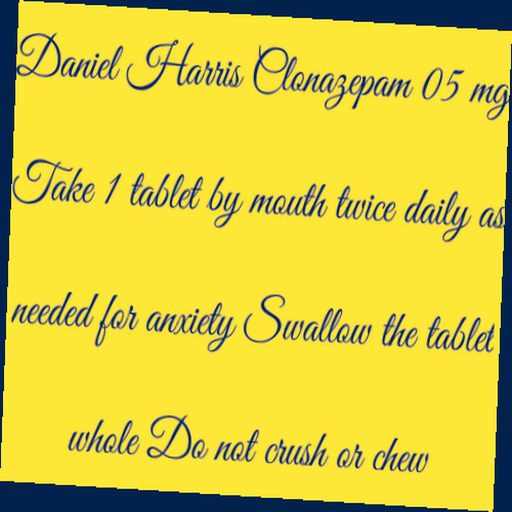 Daniel Harris Clonazepam 05 mg
Take 1 tablet by mouth twice daily as
needed for anxiety Swallow the tablet
whole Do not crush or chew